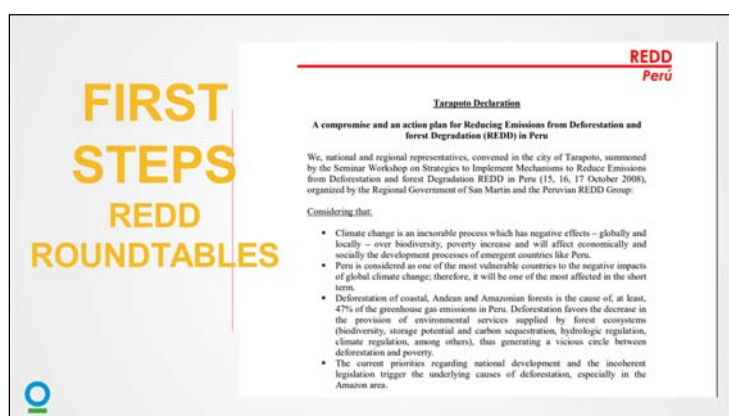 FIRST
STEPS
REDD
ROUNDTABLES
REDD
Perú
Tarapoto Declaration
A compromise and an action plan for Reducing Emissions from Deforestation and
forest Degradation (REDD) in Peru
We, national and regional representatives, convened in the city of Tarapoto, summoned
by the Seminar Workshop on Strategies to Implement Mechanisms to Reduce Emissions
from Deforestation and forest Degradation REDD in Peru (15, 16, 17 October 2008),
organized by the Regional Government of San Martin and the Peruvian REDD Group:
Considering that:
• Climate change is an inexorable process which has negative effects – globally and
locally – over biodiversity, poverty increase and will affect economically and
socially the development processes of emergent countries like Peru.
• Peru is considered as one of the most vulnerable countries to the negative impacts
of global climate change; therefore, it will be one of the most affected in the short
term.
• Deforestation of coastal, Andean and Amazonian forests is the cause of, at least,
47% of the greenhouse gas emissions in Peru. Deforestation favors the decrease in
the provision of environmental services supplied by forest ecosystems
(biodiversity, storage potential and carbon sequestration, hydrologic regulation,
climate regulation, among others), thus generating a vicious circle between
deforestation and poverty.
• The current priorities regarding national development and the incoherent
legislation trigger the underlying causes of deforestation, especially in the
Amazon area.